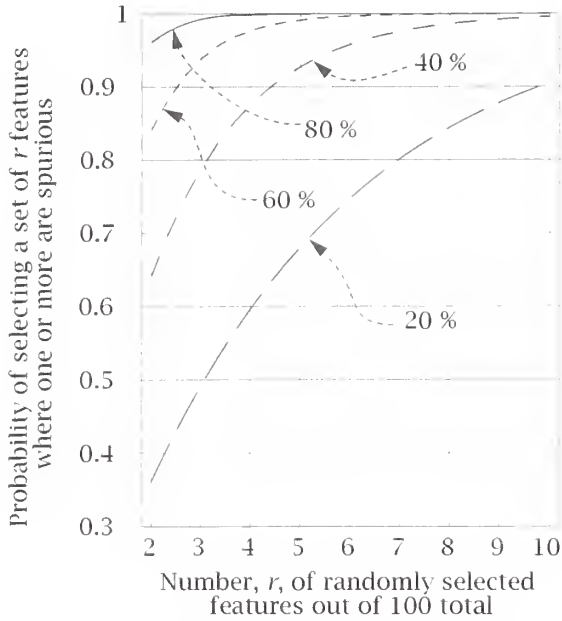 Probability of selecting a set of r features
where one or more are spurious
1
0.9
0.8
0.7
0.6
0.5
0.4
0.3
40 %
80 %
60 %
20 %
2 3 4 5 6 7 8 9 10
Number, r, of randomly selected
features out of 100 total